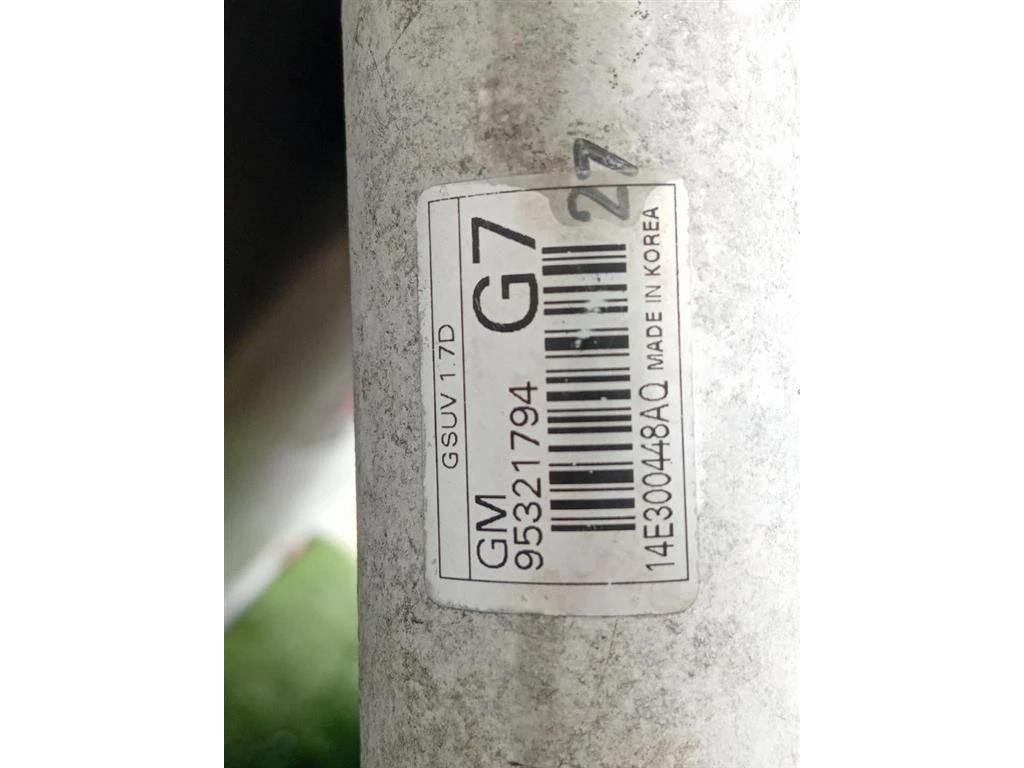 GSUV 1.7D
GM
95321794 G7
27
14E300448AQ MADE IN KOREA